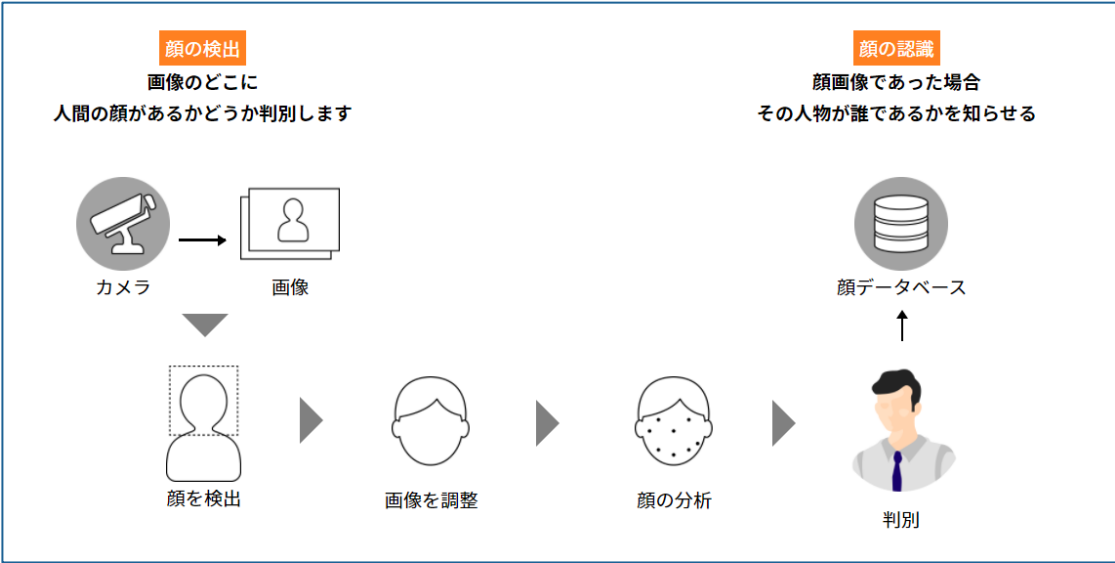 顔の検出
画像のどこに
人間の顔があるかどうか判別します
顔の認識
顔画像であった場合
その人物が誰であるかを知らせる
カメラ
画像
顔データベース
顔を検出
画像を調整
顔の分析
判別